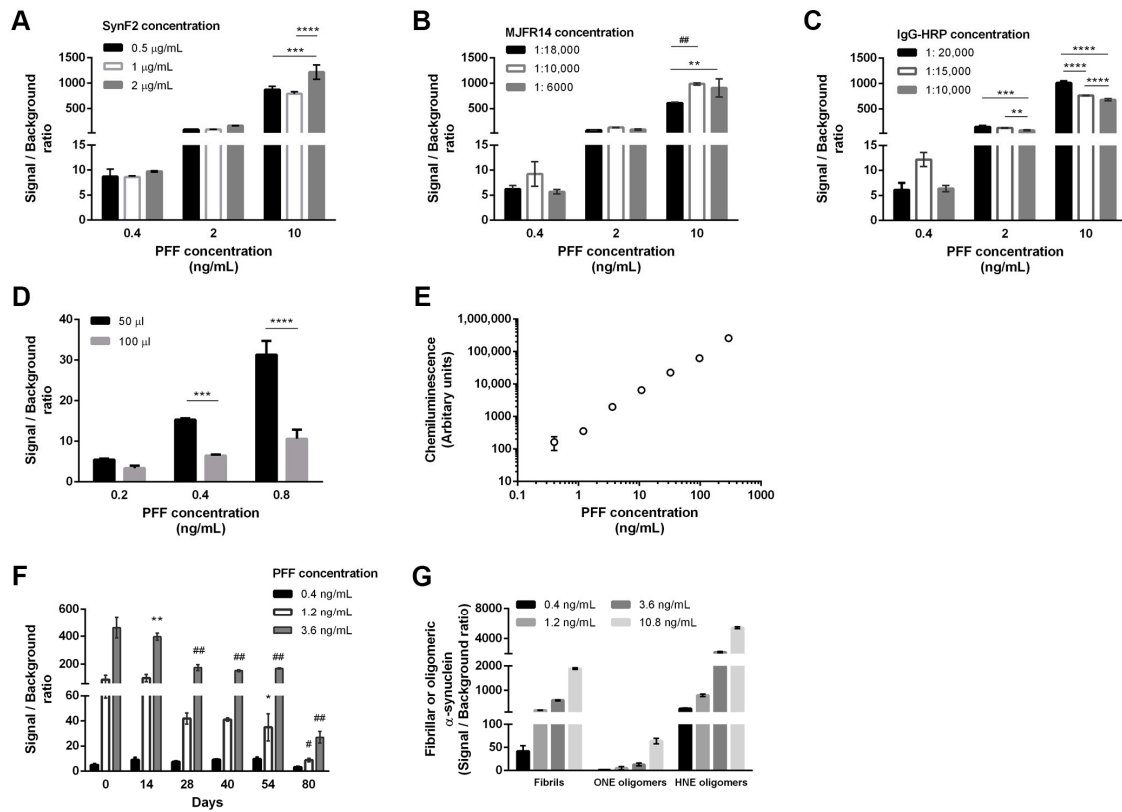 A
SynF2 concentration
0.5 μg/mL
1 μg/mL
2 μg/mL
****
***
1500
1000
500
15
10
5
0
Signal / Background
ratio
0.4
2
10
PFF concentration
(ng/mL)
B
MJFR14 concentration
1:18,000
1:10,000
1: 6000
##
**
1500
1000
500
15
10
5
0
Signal / Background
ratio
0.4
2
10
PFF concentration
(ng/mL)
C
IgG-HRP concentration
1: 20,000
1:15,000
1:10,000
****
****
****
***
**
1500
1000
500
15
10
5
0
Signal / Background
ratio
0.4
2
10
PFF concentration
(ng/mL)
D
50 μl
100 μl
****
***
40
30
20
10
0
Signal / Background
ratio
0.2
0.4
0.8
PFF concentration
(ng/mL)
E
1,000,000
100,000
10,000
1000
100
10
Chemiluminescence
(Arbitary units)
0.1
1
10
100
1000
PFF concentration
(ng/mL)
F
PFF concentration
0.4 ng/mL
1.2 ng/mL
3.6 ng/mL
600
400
200
60
40
20
0
**
##
##
##
*
#
##
Signal / Background
ratio
0
14
28
40
54
80
Days
G
0.4 ng/mL
1.2 ng/mL
3.6 ng/mL
10.8 ng/mL
8000
6000
4000
2000
1000
100
50
0
Fibrillar or oligomeric
α-synuclein
(Signal / Background ratio)
Fibrils
ONE oligomers
HNE oligomers